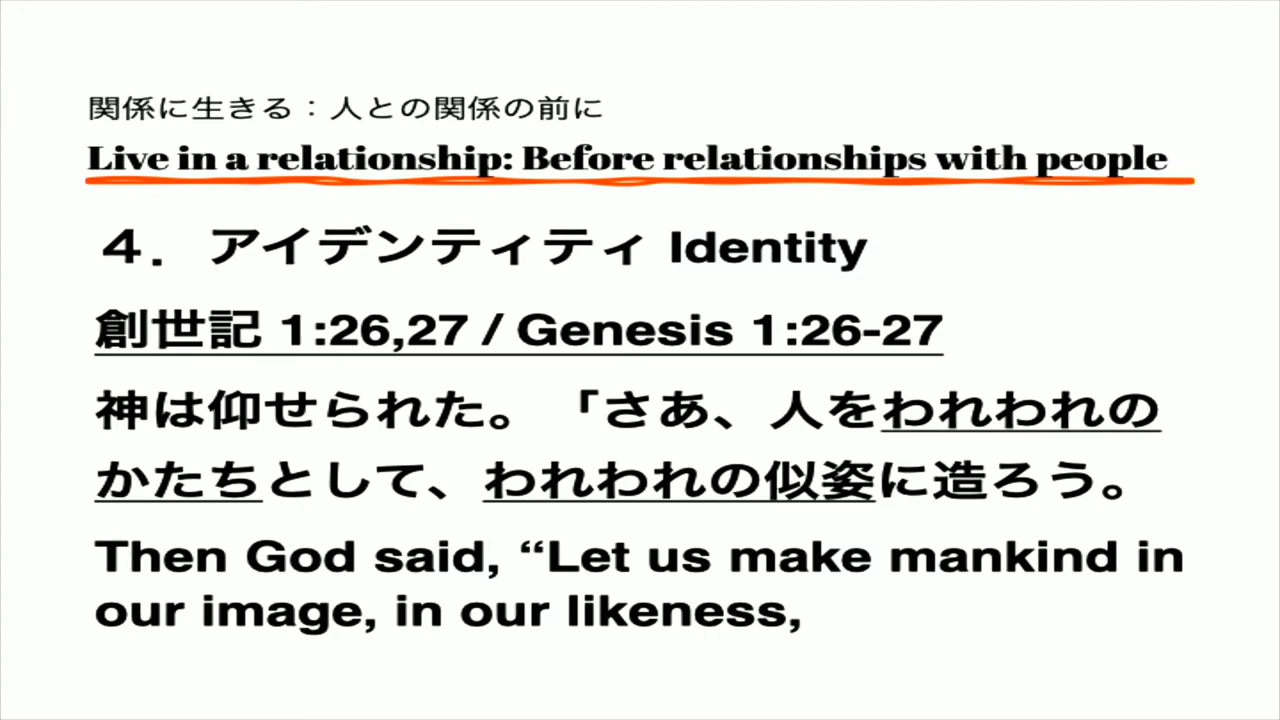 関係に生きる：人との関係の前に
Live in a relationship: Before relationships with people
４．アイデンティティ Identity
創世記 1:26,27 / Genesis 1:26-27
神は仰せられた。「さあ、人をわれわれの
かたちとして、われわれの似姿に造ろう。
Then God said, “Let us make mankind in
our image, in our likeness,